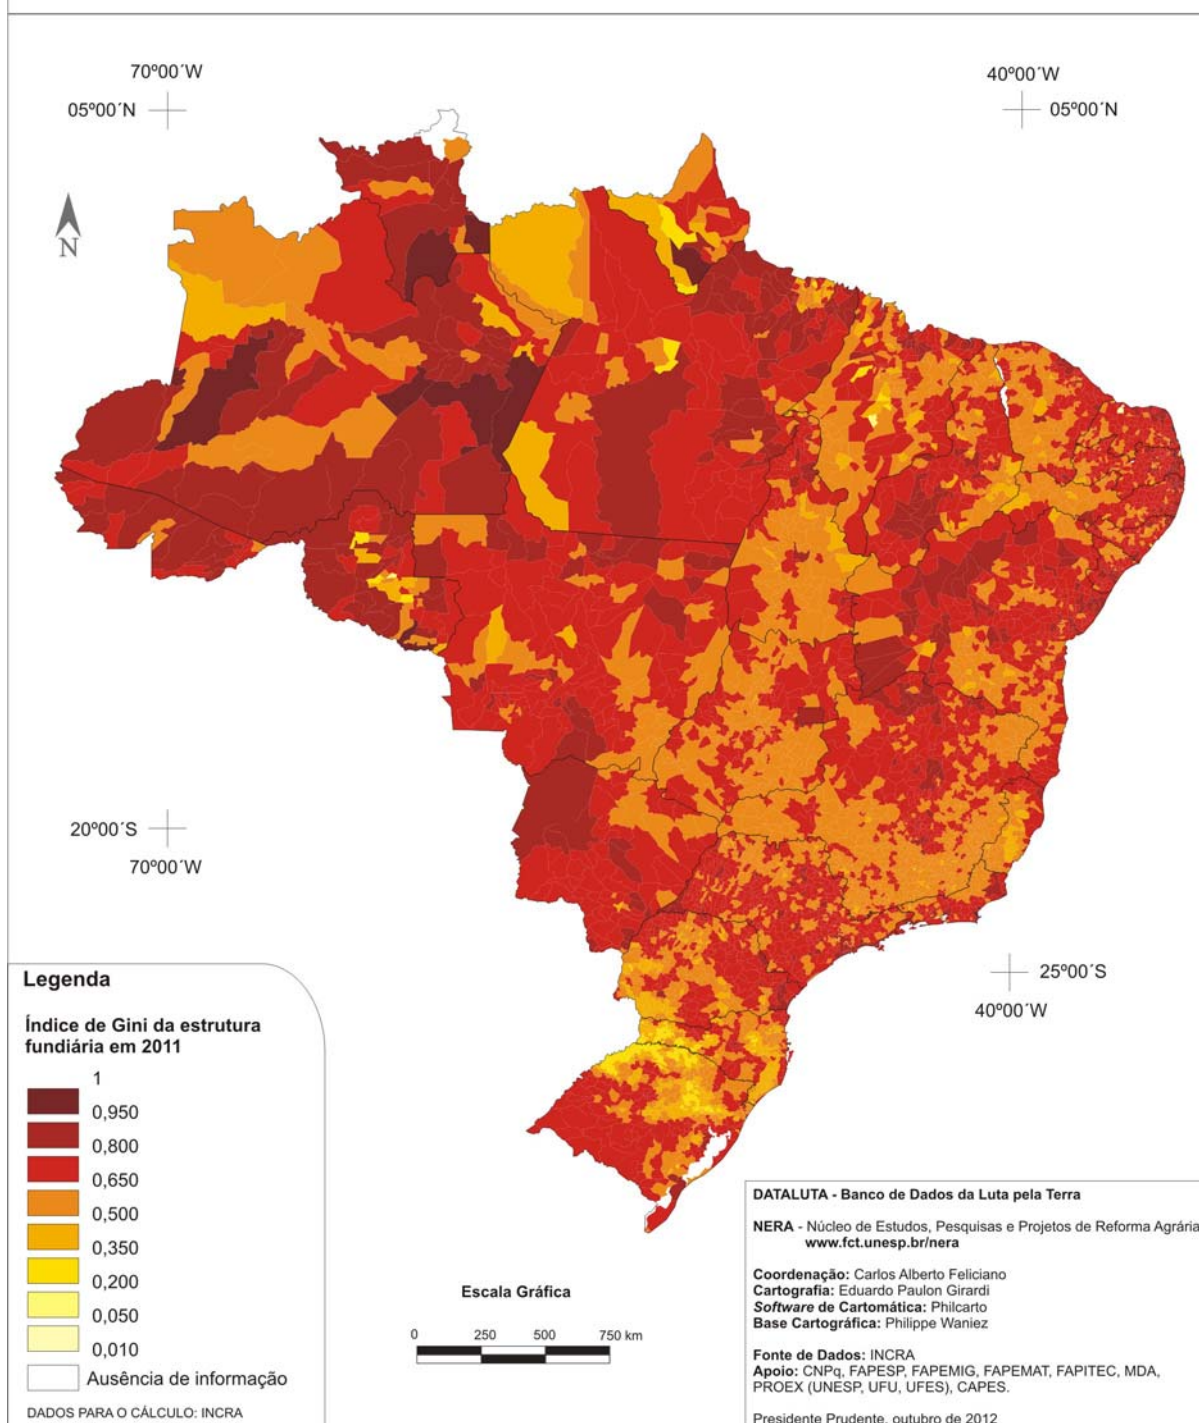 70º00´W
40º00´W
05º00´N
05º00´N
N
20º00´S
70º00´W
25º00´S
40º00´W
Legenda
Índice de Gini da estrutura
fundiária em 2011
1
0,950
0,800
0,650
0,500
0,350
0,200
0,050
0,010
Ausência de informação
DADOS PARA O CÁLCULO: INCRA
Escala Gráfica
0 250 500 750 km
DATALUTA - Banco de Dados da Luta pela Terra
NERA - Núcleo de Estudos, Pesquisas e Projetos de Reforma Agrária
www.fct.unesp.br/nera
Coordenação: Carlos Alberto Feliciano
Cartografia: Eduardo Paulon Girardi
Software de Cartomática: Philcarto
Base Cartográfica: Philippe Waniez
Fonte de Dados: INCRA
Apoio: CNPq, FAPESP, FAPEMIG, FAPEMAT, FAPITEC, MDA,
PROEX (UNESP, UFU, UFES), CAPES.
Presidente Prudente, outubro de 2012